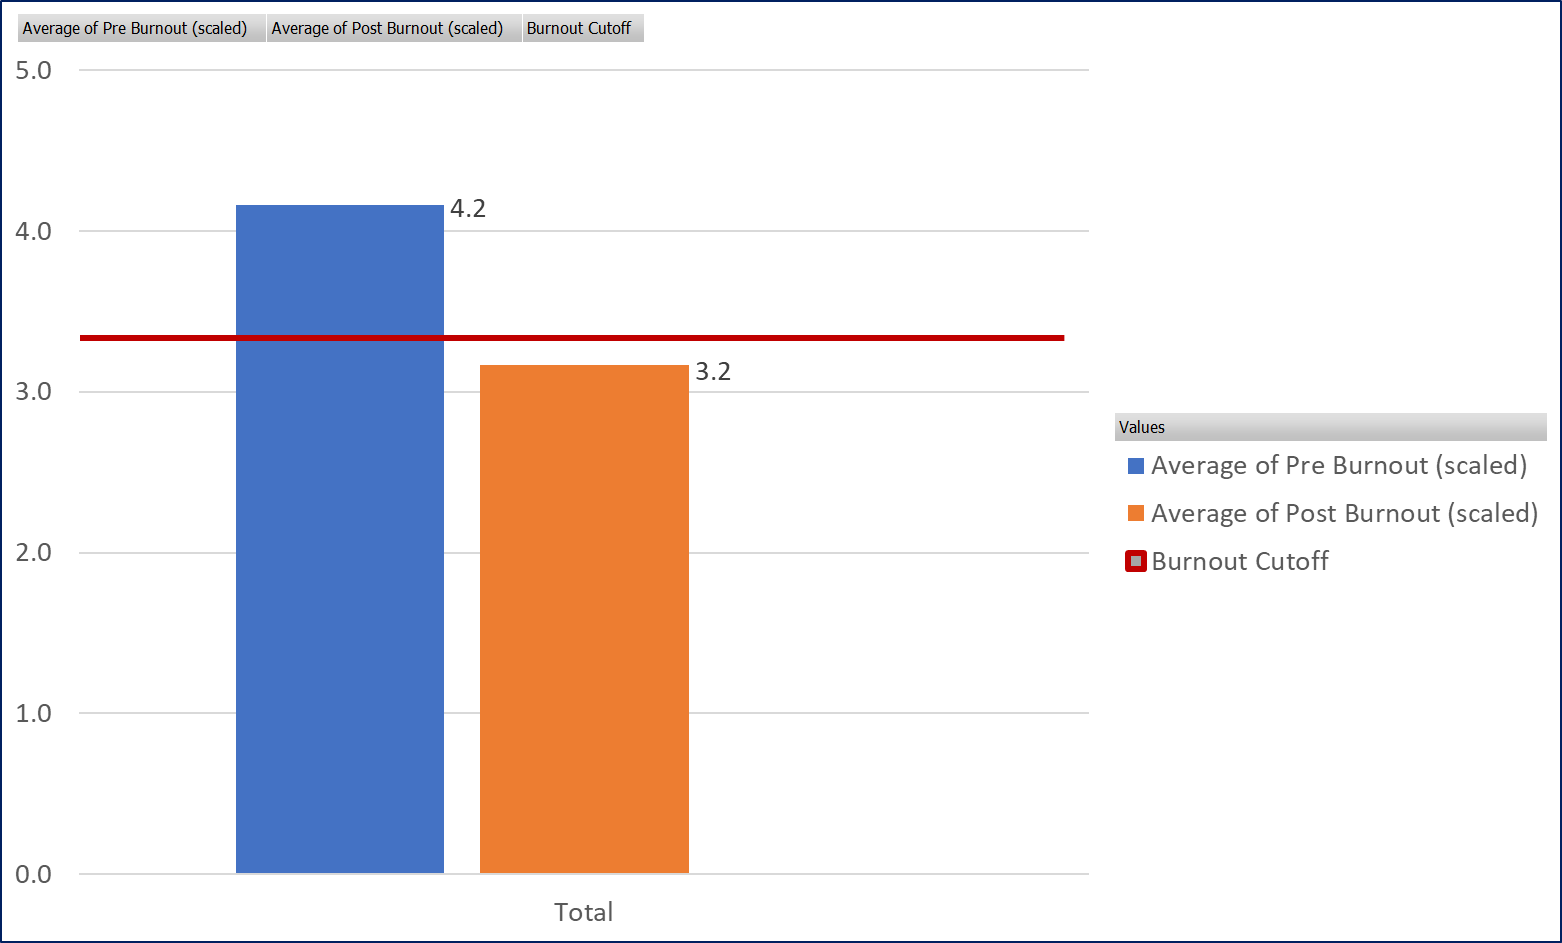 Average of Pre Burnout (scaled) Average of Post Burnout (scaled) Burnout Cutoff
5.0
4.2
4.0
3.2
3.0
2.0
1.0
0.0
Total
Values
Average of Pre Burnout (scaled)
Average of Post Burnout (scaled)
Burnout Cutoff